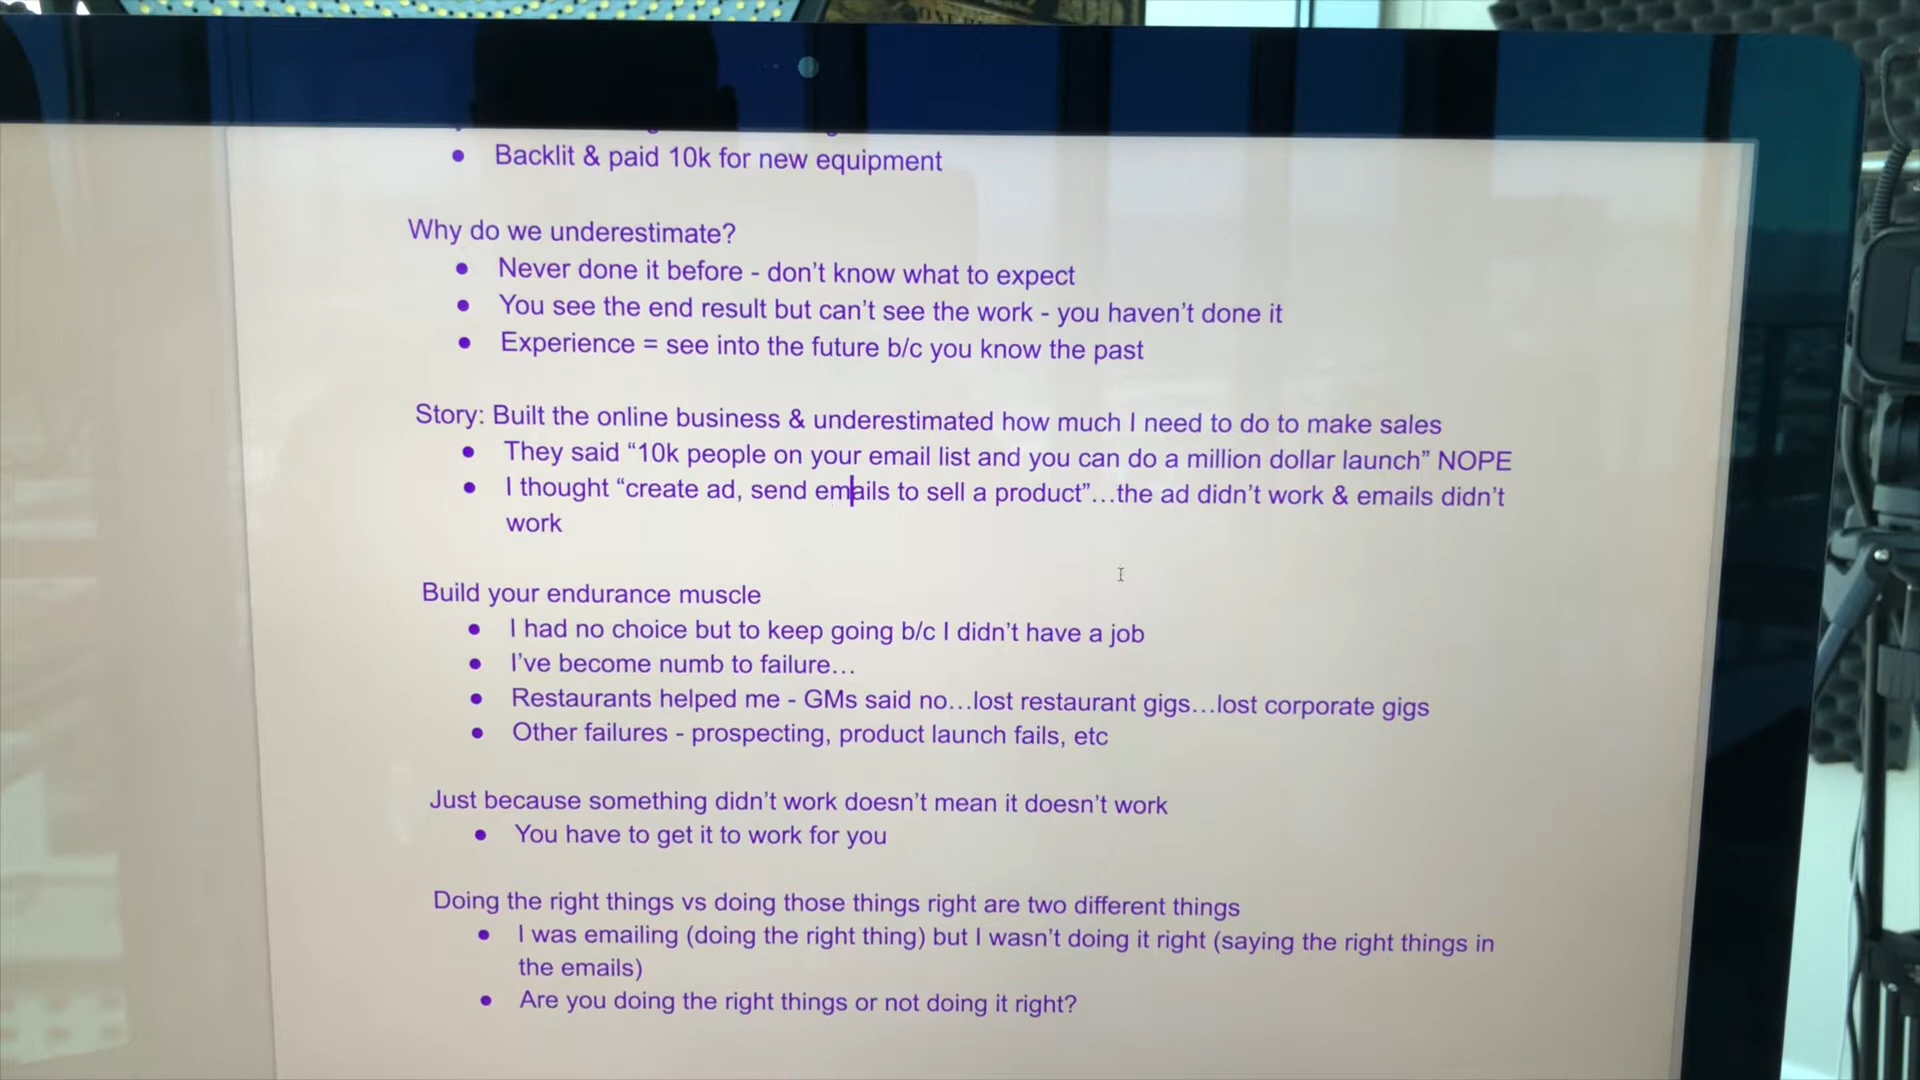 ONE
• Backlit & paid 10k for new equipment
Why do we underestimate?
• Never done it before - don’t know what to expect
• You see the end result but can’t see the work - you haven’t done it
• Experience = see into the future b/c you know the past
Story: Built the online business & underestimated how much I need to do to make sales
• They said “10k people on your email list and you can do a million dollar launch” NOPE
• I thought “create ad, send emails to sell a product”…the ad didn’t work & emails didn’t
work
Build your endurance muscle
• I had no choice but to keep going b/c I didn’t have a job
• I’ve become numb to failure…
• Restaurants helped me - GMs said no…lost restaurant gigs…lost corporate gigs
• Other failures - prospecting, product launch fails, etc
Just because something didn’t work doesn’t mean it doesn’t work
• You have to get it to work for you
Doing the right things vs doing those things right are two different things
• I was emailing (doing the right thing) but I wasn’t doing it right (saying the right things in
the emails)
• Are you doing the right things or not doing it right?